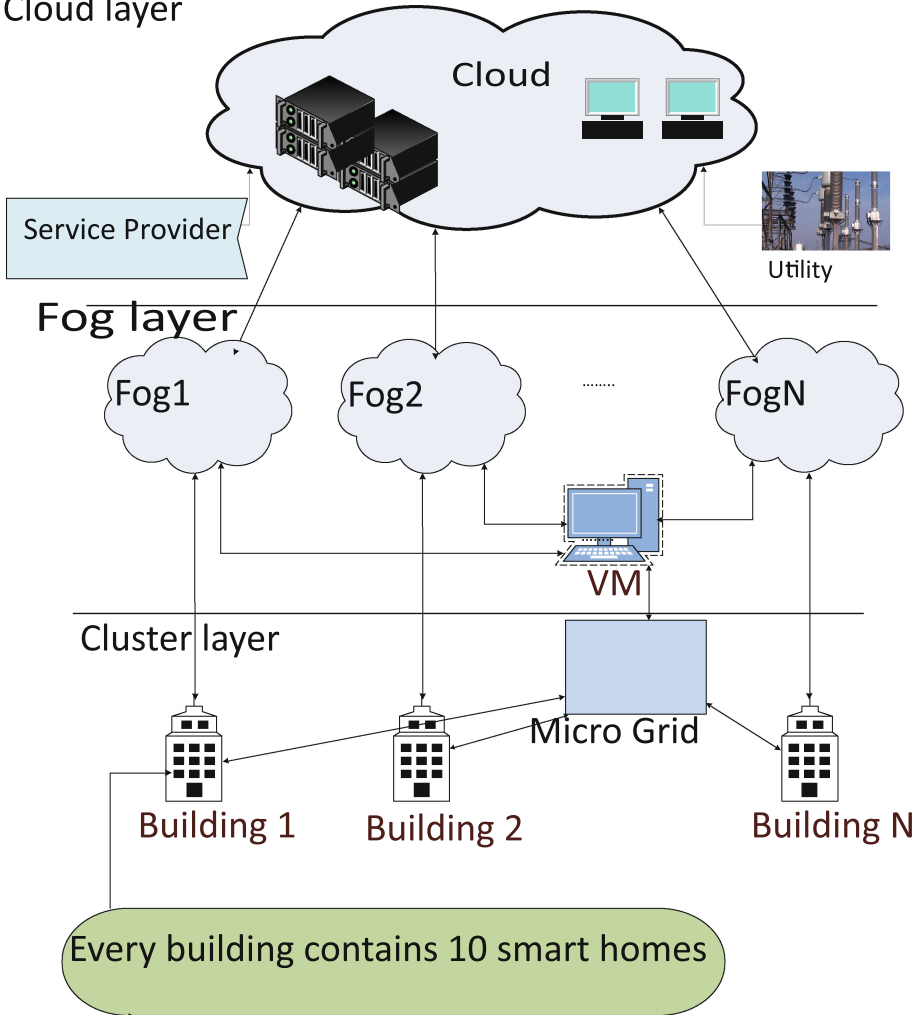 Cloud layer
Cloud
Service Provider
Utility
Fog layer
Fog1
Fog2
........
FogN
VM
Cluster layer
Micro Grid
Building 1
Building 2
Building N
Every building contains 10 smart homes